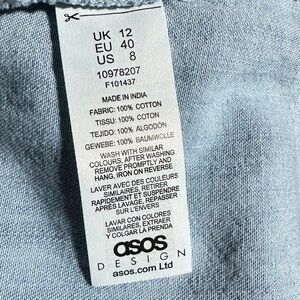 UK 12
EU 40
US 8
10978207
F101437
MADE IN INDIA
FABRIC: 100% COTTON
TISSU: 100% COTON
TEJIDO: 100% ALGODÓN
GEWEBE: 100% BAUMWOLLE
WASH WITH SIMILAR
COLOURS, AFTER WASHING
REMOVE PROMPTLY AND
HANG, IRON ON REVERSE
LAVER AVEC DES COULEURS
SIMILAIRES, RETIRER
RAPIDEMENT ET SUSPENDRE
APRÈS LAVAGE, REPASSER
SUR L'ENVERS
LAVAR CON COLORES
SIMILARES, EXTRAER
Y COLGAR LA PRENDA
asos
DESIGN
asos.com Ltd